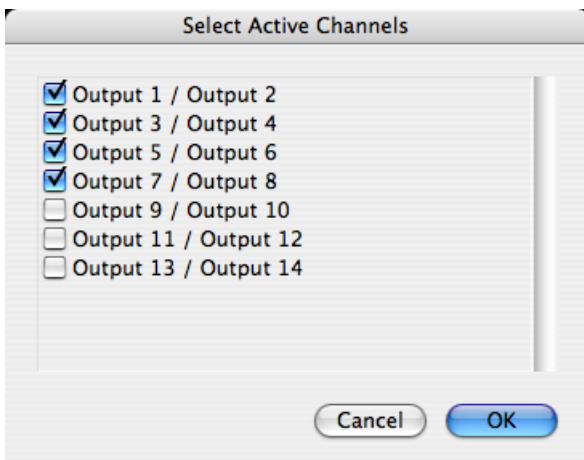 Select Active Channels
Output 1 / Output 2
Output 3 / Output 4
Output 5 / Output 6
Output 7 / Output 8
Output 9 / Output 10
Output 11 / Output 12
Output 13 / Output 14
Cancel OK